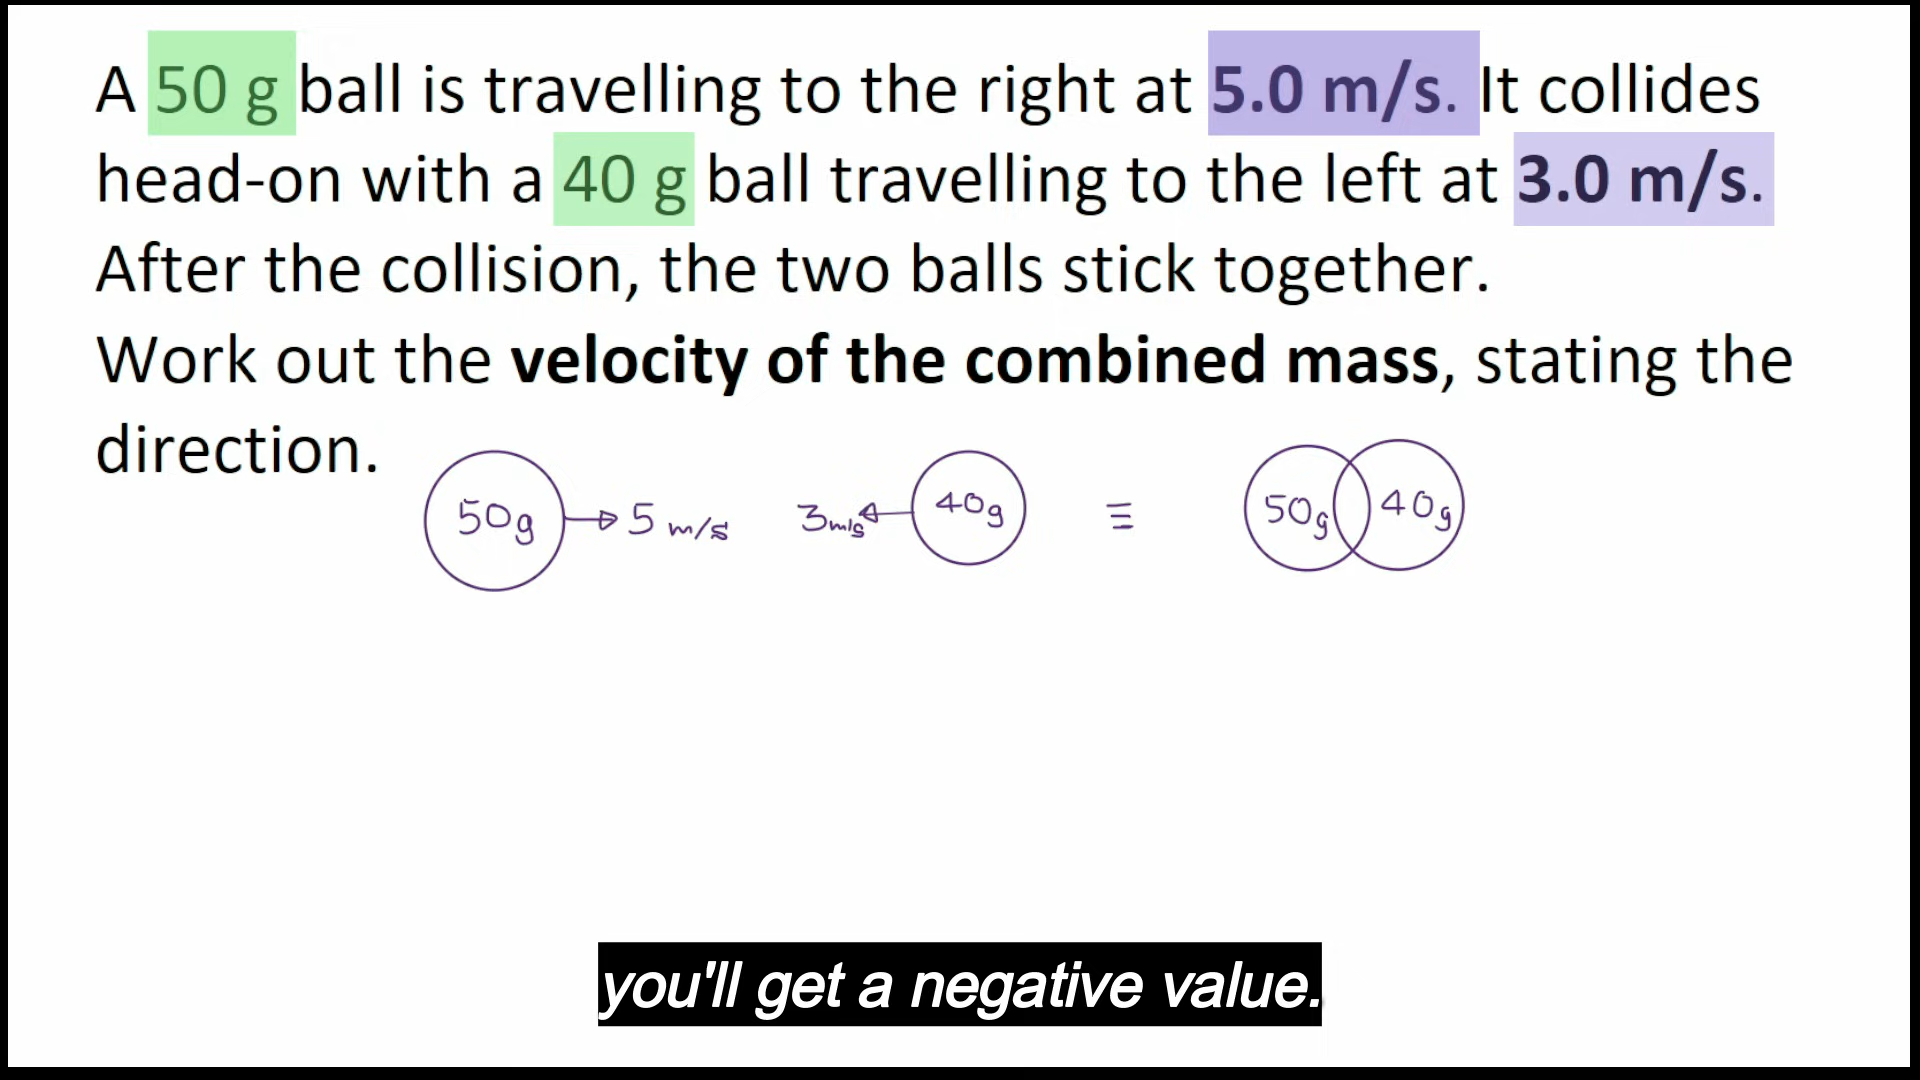 A 50 g ball is travelling to the right at 5.0 m/s. It collides
head-on with a 40 g ball travelling to the left at 3.0 m/s.
After the collision, the two balls stick together.
Work out the velocity of the combined mass, stating the
direction.
50g → 5 m/s 3m/s ← 40g ≡ 50g 40g
you'll get a negative value.